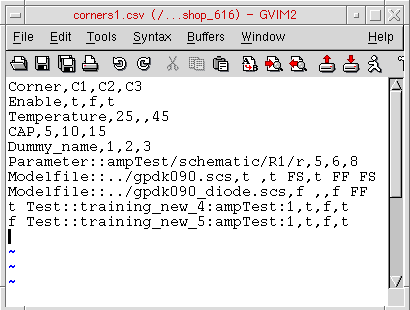 corners1.csv (/...shop_616) - GVIM2
File Edit Tools Syntax Buffers Window Help
Corner,C1,C2,C3
Enable,t,f,t
Temperature,25,,45
CAP,5,10,15
Dummy_name,1,2,3
Parameter::ampTest/schematic/R1/r,5,6,8
Modelfile::../gpdk090.scs,t ,t FS,t FF FS
Modelfile::../gpdk090_diode.scs,f ,,f FF
t Test::training_new_4:ampTest:1,t,f,t
f Test::training_new_5:ampTest:1,t,f,t
~
~
~